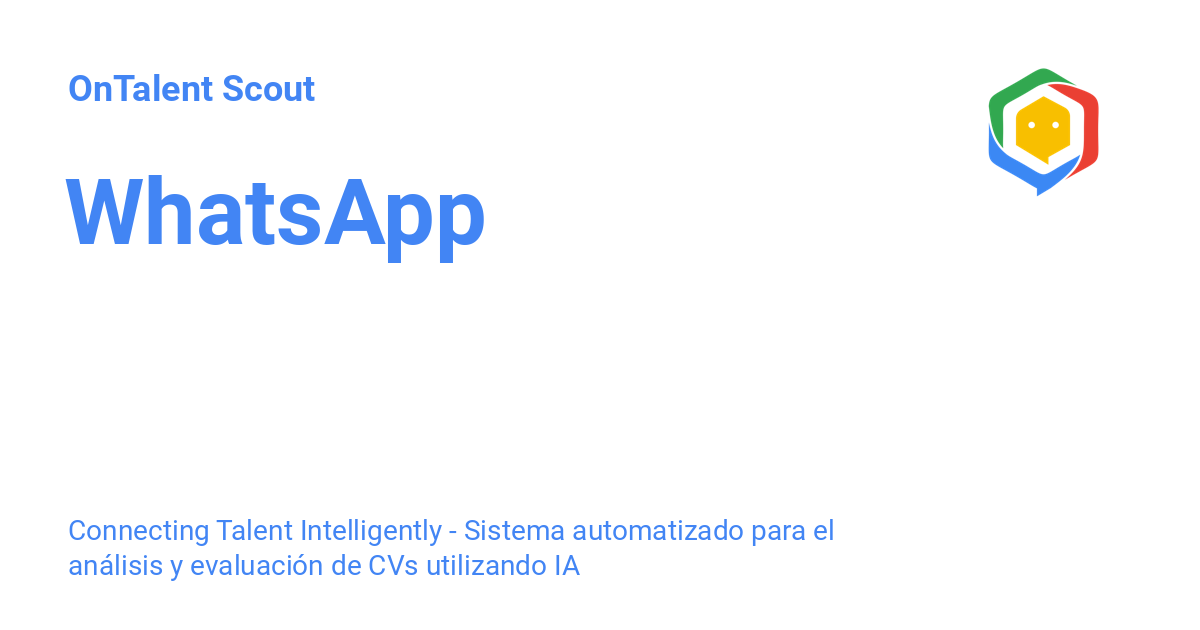 OnTalent Scout
WhatsApp
Connecting Talent Intelligently - Sistema automatizado para el
análisis y evaluación de CVs utilizando IA